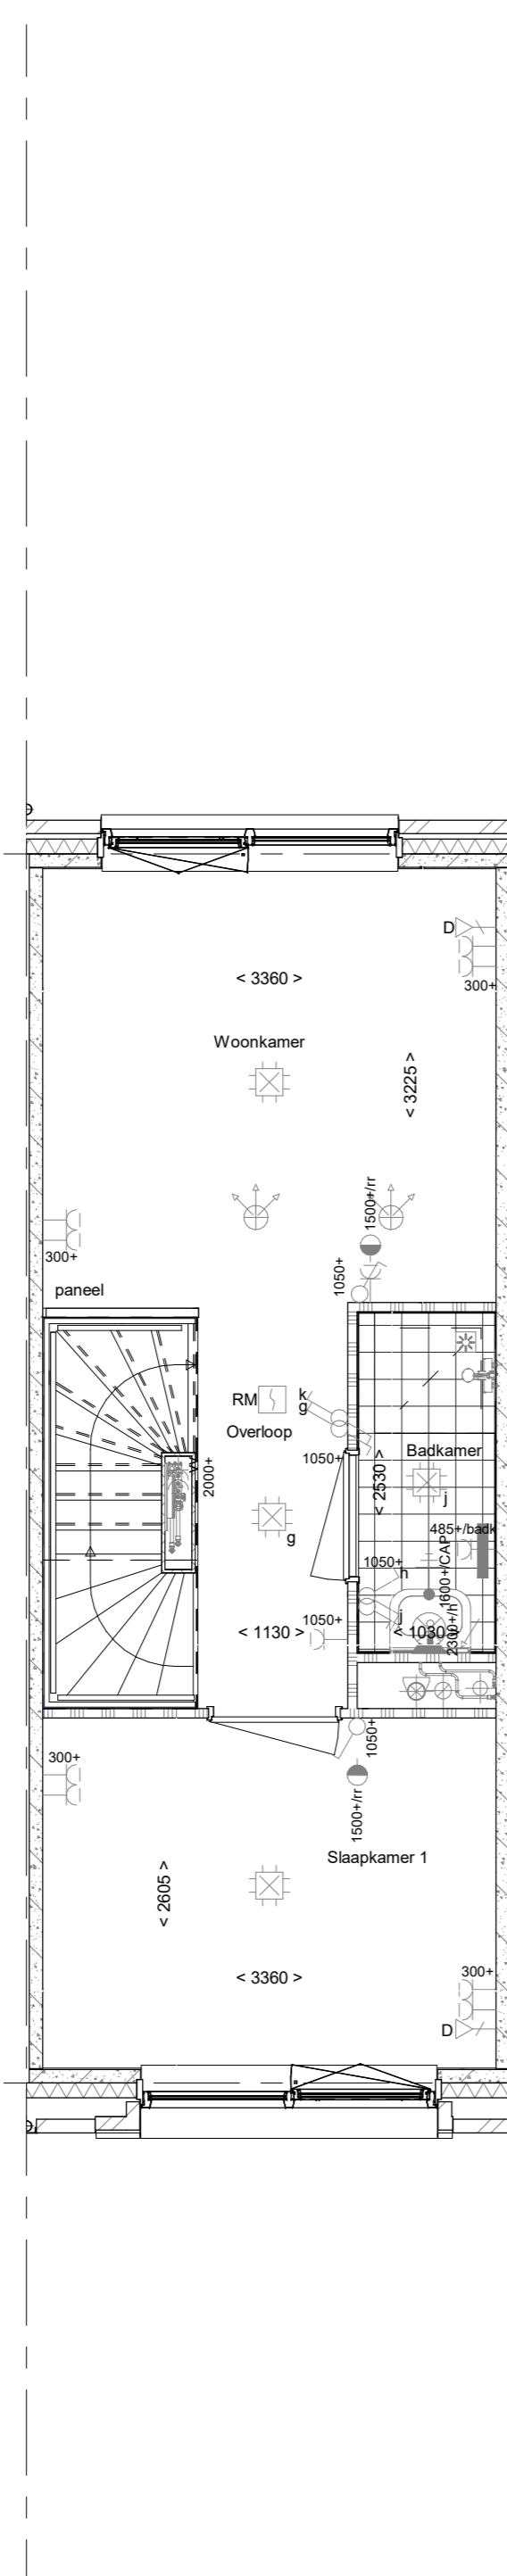 D
300+
< 3360 >
Woonkamer
< 3225 >
1500+/rr
300+
1050+
paneel
k
RM
g
Overloop
1050+
Badkamer
2000+
< 2530 >
j
g
485+/badk
1600+/CAP
1050+
h
j
2300+/h
1050+
< 1130 >
< 1030 >
1050+
300+
1500+/rr
Slaapkamer 1
< 2605 >
300+
< 3360 >
D